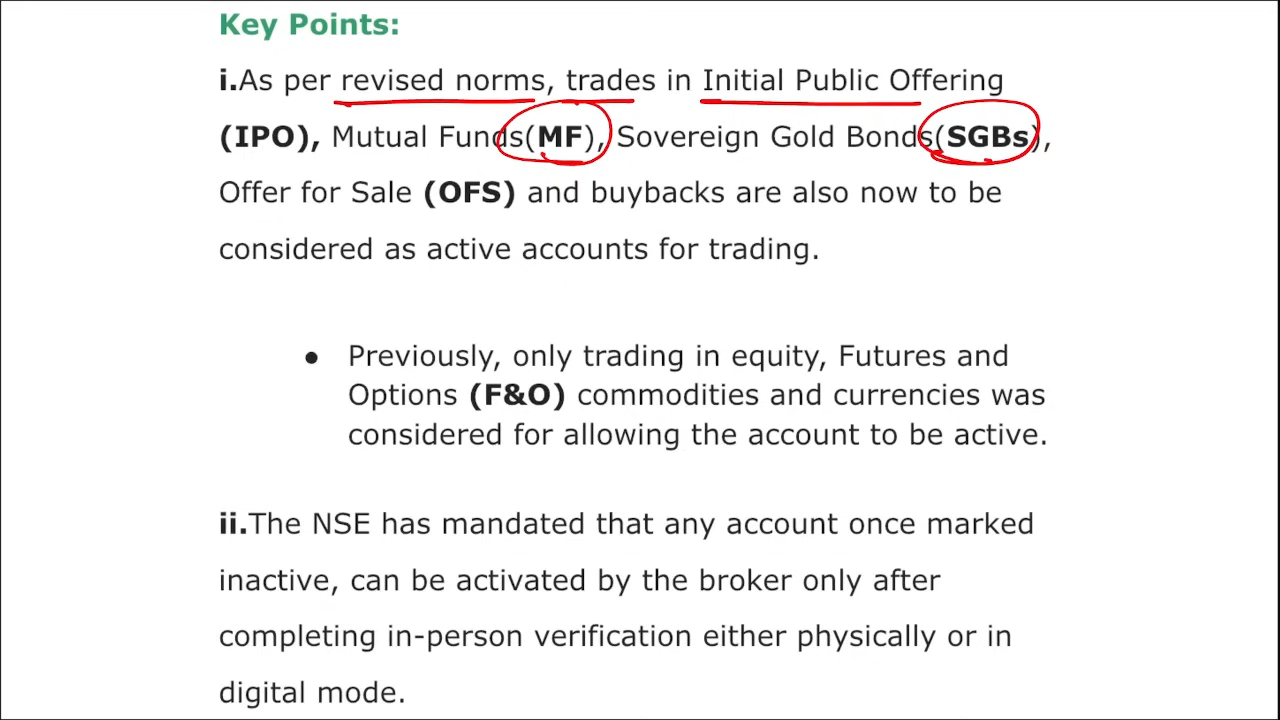 Key Points:
i.As per revised norms, trades in Initial Public Offering
(IPO), Mutual Funds(MF), Sovereign Gold Bonds(SGBs),
Offer for Sale (OFS) and buybacks are also now to be
considered as active accounts for trading.
● Previously, only trading in equity, Futures and
Options (F&O) commodities and currencies was
considered for allowing the account to be active.
ii.The NSE has mandated that any account once marked
inactive, can be activated by the broker only after
completing in-person verification either physically or in
digital mode.